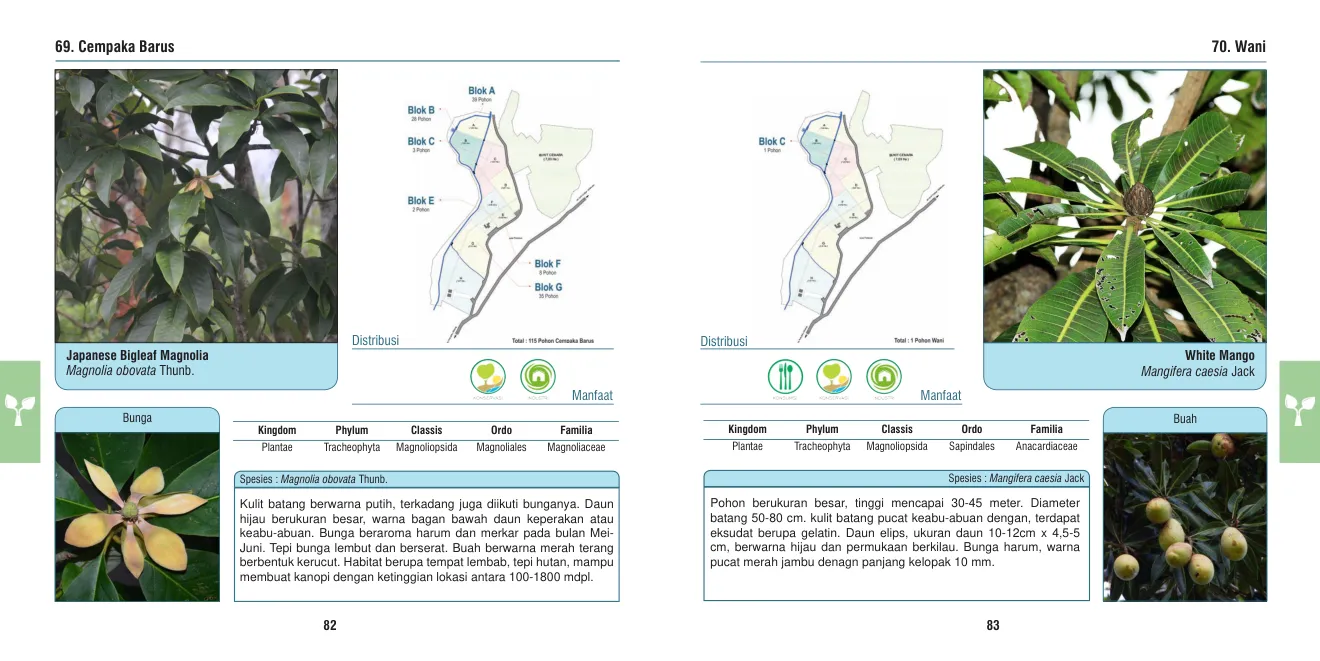 69. Cempaka Barus
Japanese Bigleaf Magnolia
Magnolia obovata Thunb.
Blok A
28 Pohon
Blok B
28 Pohon
Blok C
3 Pohon
Blok E
2 Pohon
Blok F
8 Pohon
Blok G
35 Pohon
Distribusi
Total : 115 Pohon Cempaka Barus
KONSERVASI
INDUSTRI
Manfaat
Bunga
Kingdom Phylum Classis Ordo Familia
Plantae Tracheophyta Magnoliopsida Magnoliales Magnoliaceae
Spesies : Magnolia obovata Thunb.
Kulit batang berwarna putih, terkadang juga diikuti bunganya. Daun
hijau berukuran besar, warna bagan bawah daun keperakan atau
keabu-abuan. Bunga beraroma harum dan merkar pada bulan Mei-
Juni. Tepi bunga lembut dan berserat. Buah berwarna merah terang
berbentuk kerucut. Habitat berupa tempat lembab, tepi hutan, mampu
membuat kanopi dengan ketinggian lokasi antara 100-1800 mdpl.
82
70. Wani
Blok C
1 Pohon
Distribusi
Total : 1 Pohon Wani
KONSERVASI
INDUSTRI
Manfaat
White Mango
Mangifera caesia Jack
Kingdom Phylum Classis Ordo Familia
Plantae Tracheophyta Magnoliopsida Sapindales Anacardiaceae
Spesies : Mangifera caesia Jack
Pohon berukuran besar, tinggi mencapai 30-45 meter. Diameter
batang 50-80 cm. kulit batang pucat keabu-abuan dengan, terdapat
eksudat berupa gelatin. Daun elips, ukuran daun 10-12cm x 4,5-5
cm, berwarna hijau dan permukaan berkilau. Bunga harum, warna
pucat merah jambu denagn panjang kelopak 10 mm.
Buah
83